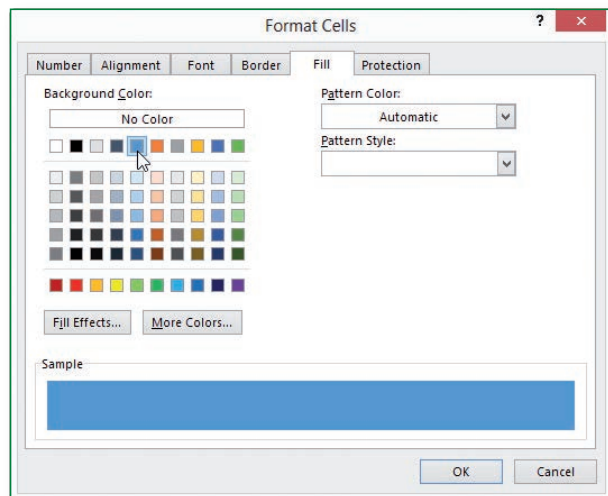 Format Cells
?
Number Alignment Font Border Fill Protection
Background Color:
Pattern Color:
No Color
Automatic
Pattern Style:
Fill Effects...
More Colors...
Sample
OK
Cancel